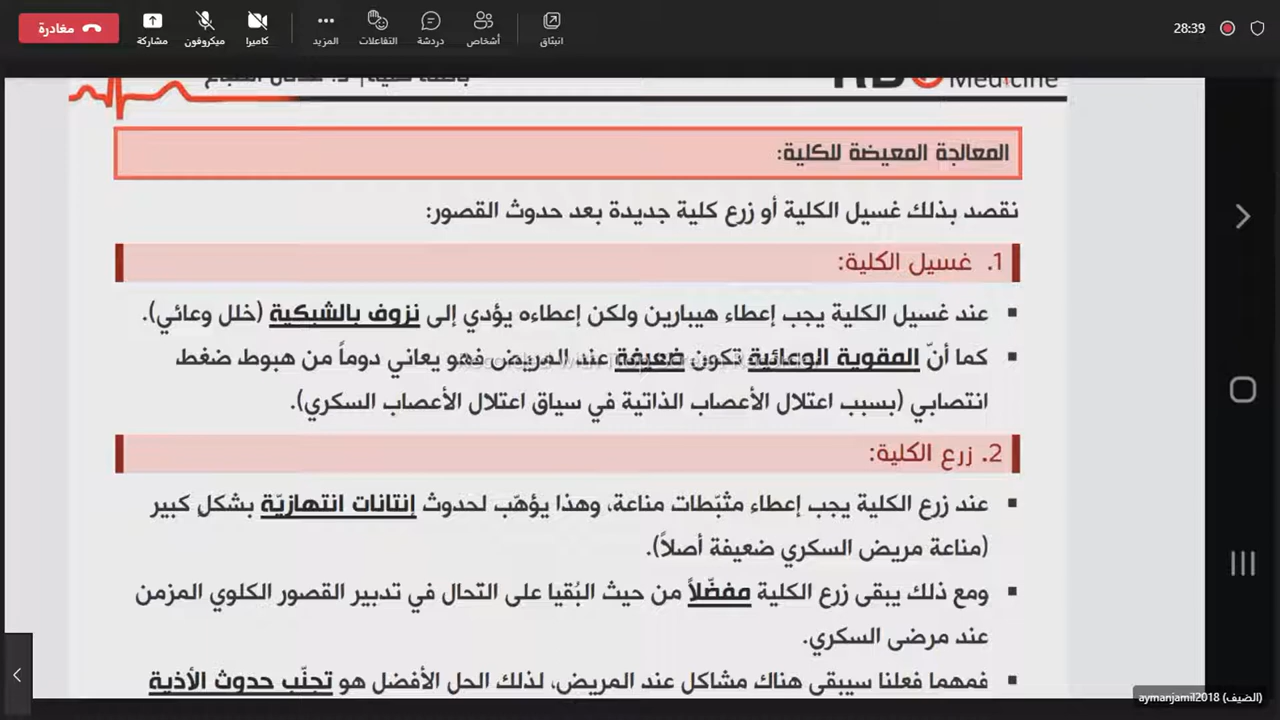 مغادرة
مشاركة
ميكروفون
كاميرا
المزيد
التفاعلات
دردشة
أشخاص
انبثاق
28:39
Medicine
المعالجة المعيضة للكلية:
نقصد بذلك غسيل الكلية أو زرع كلية جديدة بعد حدوث القصور:
1. غسيل الكلية:
▪ عند غسيل الكلية يجب إعطاء هيبارين ولكن إعطاءه يؤدي إلى نزوف بالشبكية (خلل وعائي).
▪ كما أنّ المقوية الوعائية تكون ضعيفة عند المريض فهو يعاني دوماً من هبوط ضغط
انتصابي (بسبب اعتلال الأعصاب الذاتية في سياق اعتلال الأعصاب السكري).
2. زرع الكلية:
▪ عند زرع الكلية يجب إعطاء مثبّطات مناعة، وهذا يؤهّب لحدوث إنتانات انتهازيّة بشكلٍ كبير
(مناعة مريض السكري ضعيفة أصلاً).
▪ ومع ذلك يبقى زرع الكلية مفضّلاً من حيث البُقيا على التحال في تدبير القصور الكلوي المزمن
عند مرضى السكري.
▪ فمهما فعلنا سيبقى هناك مشاكل عند المريض، لذلك الحل الأفضل هو تجنّب حدوث الأذية
aymanjamil2018 (الضيف)